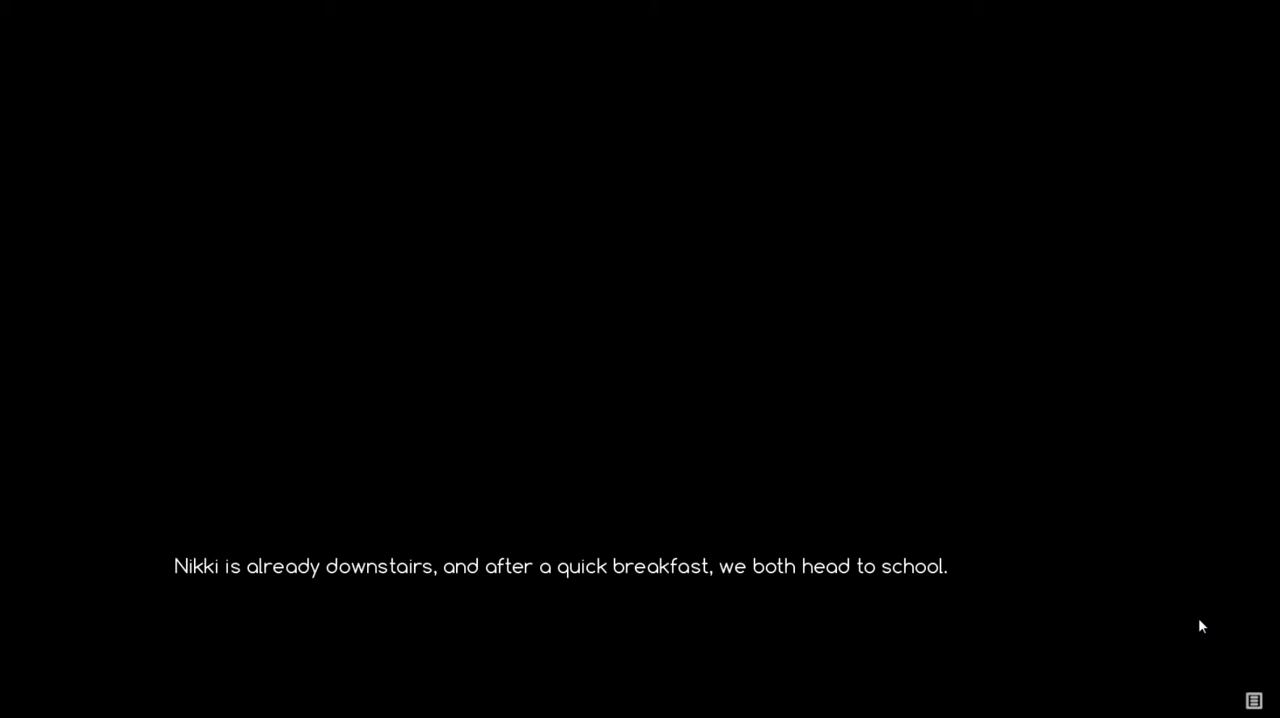 Nikki is already downstairs, and after a quick breakfast, we both head to school.